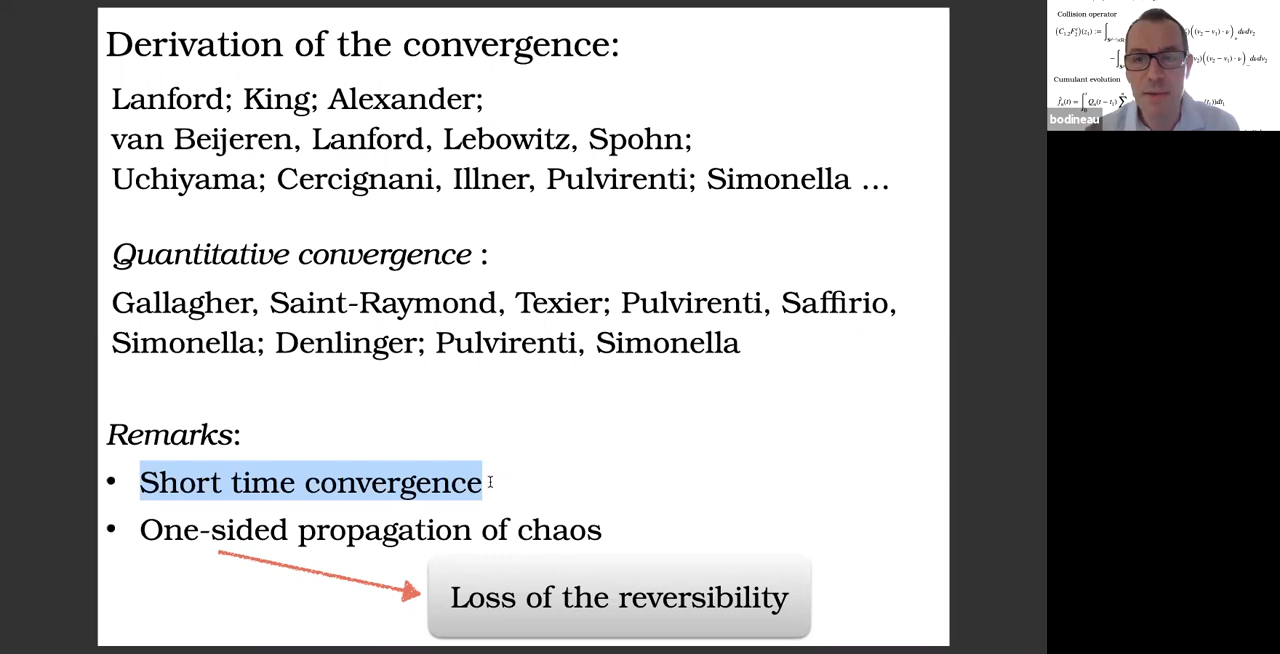 Derivation of the convergence:
Lanford; King; Alexander;
van Beijeren, Lanford, Lebowitz, Spohn;
Uchiyama; Cercignani, Illner, Pulvirenti; Simonella ...
Quantitative convergence :
Gallagher, Saint-Raymond, Texier; Pulvirenti, Saffirio,
Simonella; Denlinger; Pulvirenti, Simonella
Remarks:
• Short time convergence
• One-sided propagation of chaos
Loss of the reversibility
Collision operator
Cumulant evolution
bodineau